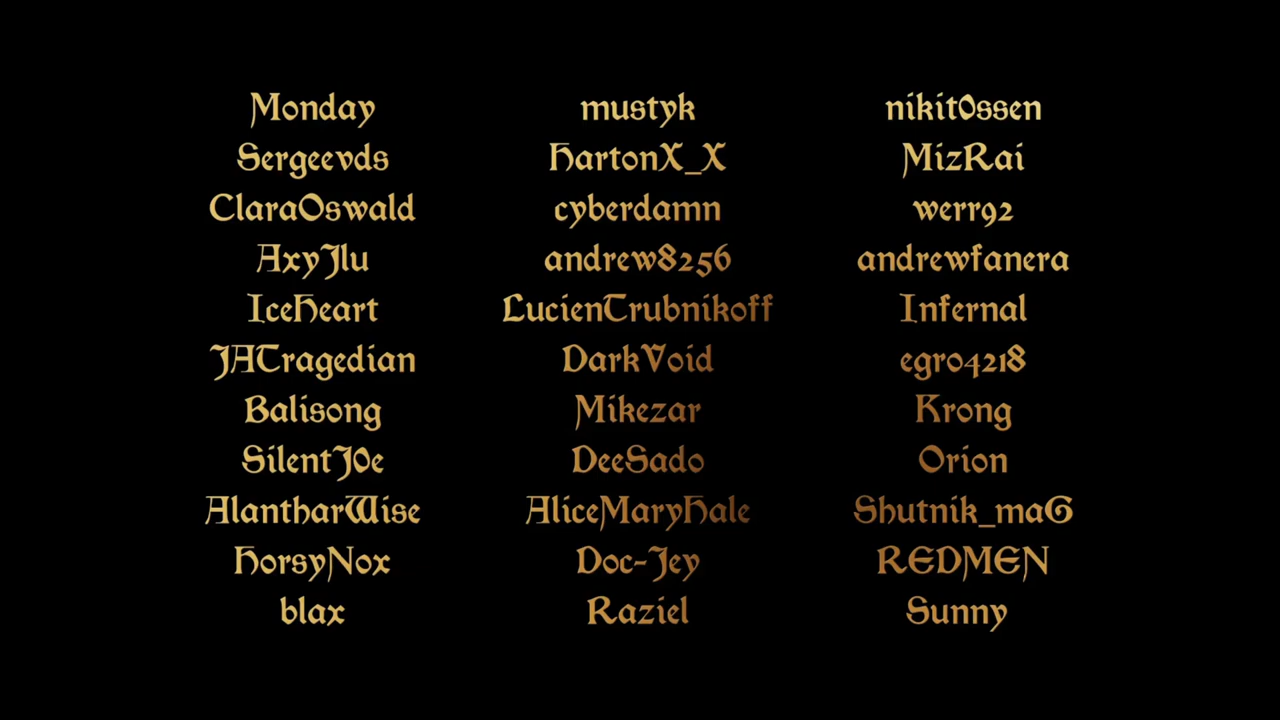 Monday mustyk nikit0ssen
Sergeevds HartonX_X MizRai
ClaraOswald cyberdamn werr92
AxyJlu andrew8256 andrewfanera
IceHeart LucienTrubnikoff Infernal
JATragedian DarkVoid egro4218
Balisong Mikezar Krong
SilentJ0e DeeSado Orion
AlantharWise AliceMaryHale Shutnik_maG
HorsyNox Doc-Jey REDMEN
blax Raziel Sunny